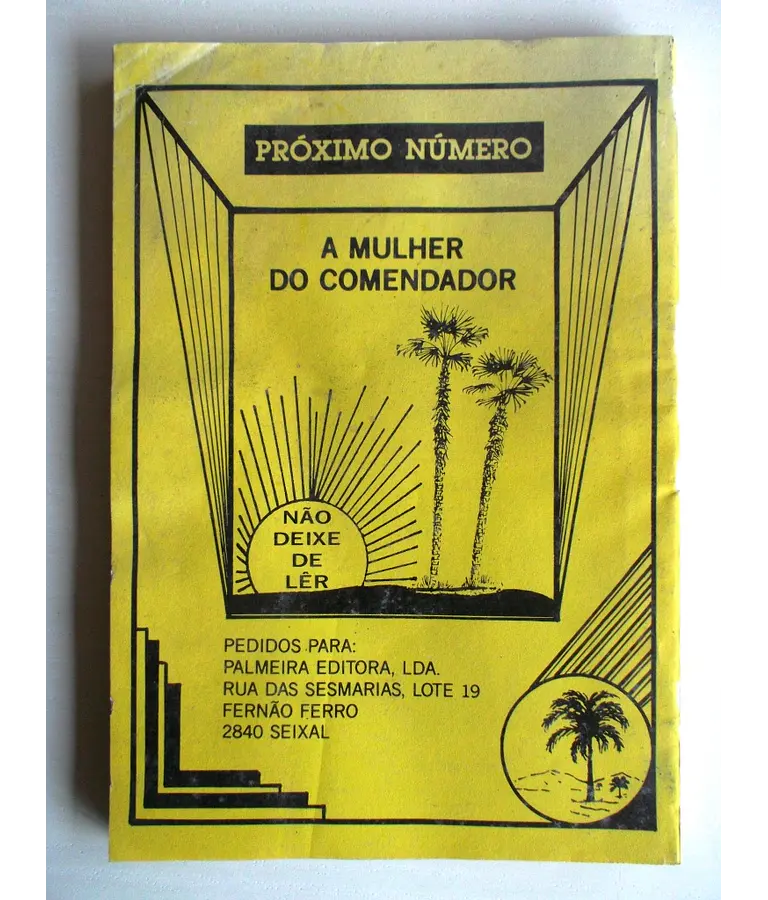 PRÓXIMO NÚMERO
A MULHER
DO COMENDADOR
NÃO
DEIXE
DE
LÊR
PEDIDOS PARA:
PALMEIRA EDITORA, LDA.
RUA DAS SESMARIAS, LOTE 19
FERNÃO FERRO
2840 SEIXAL